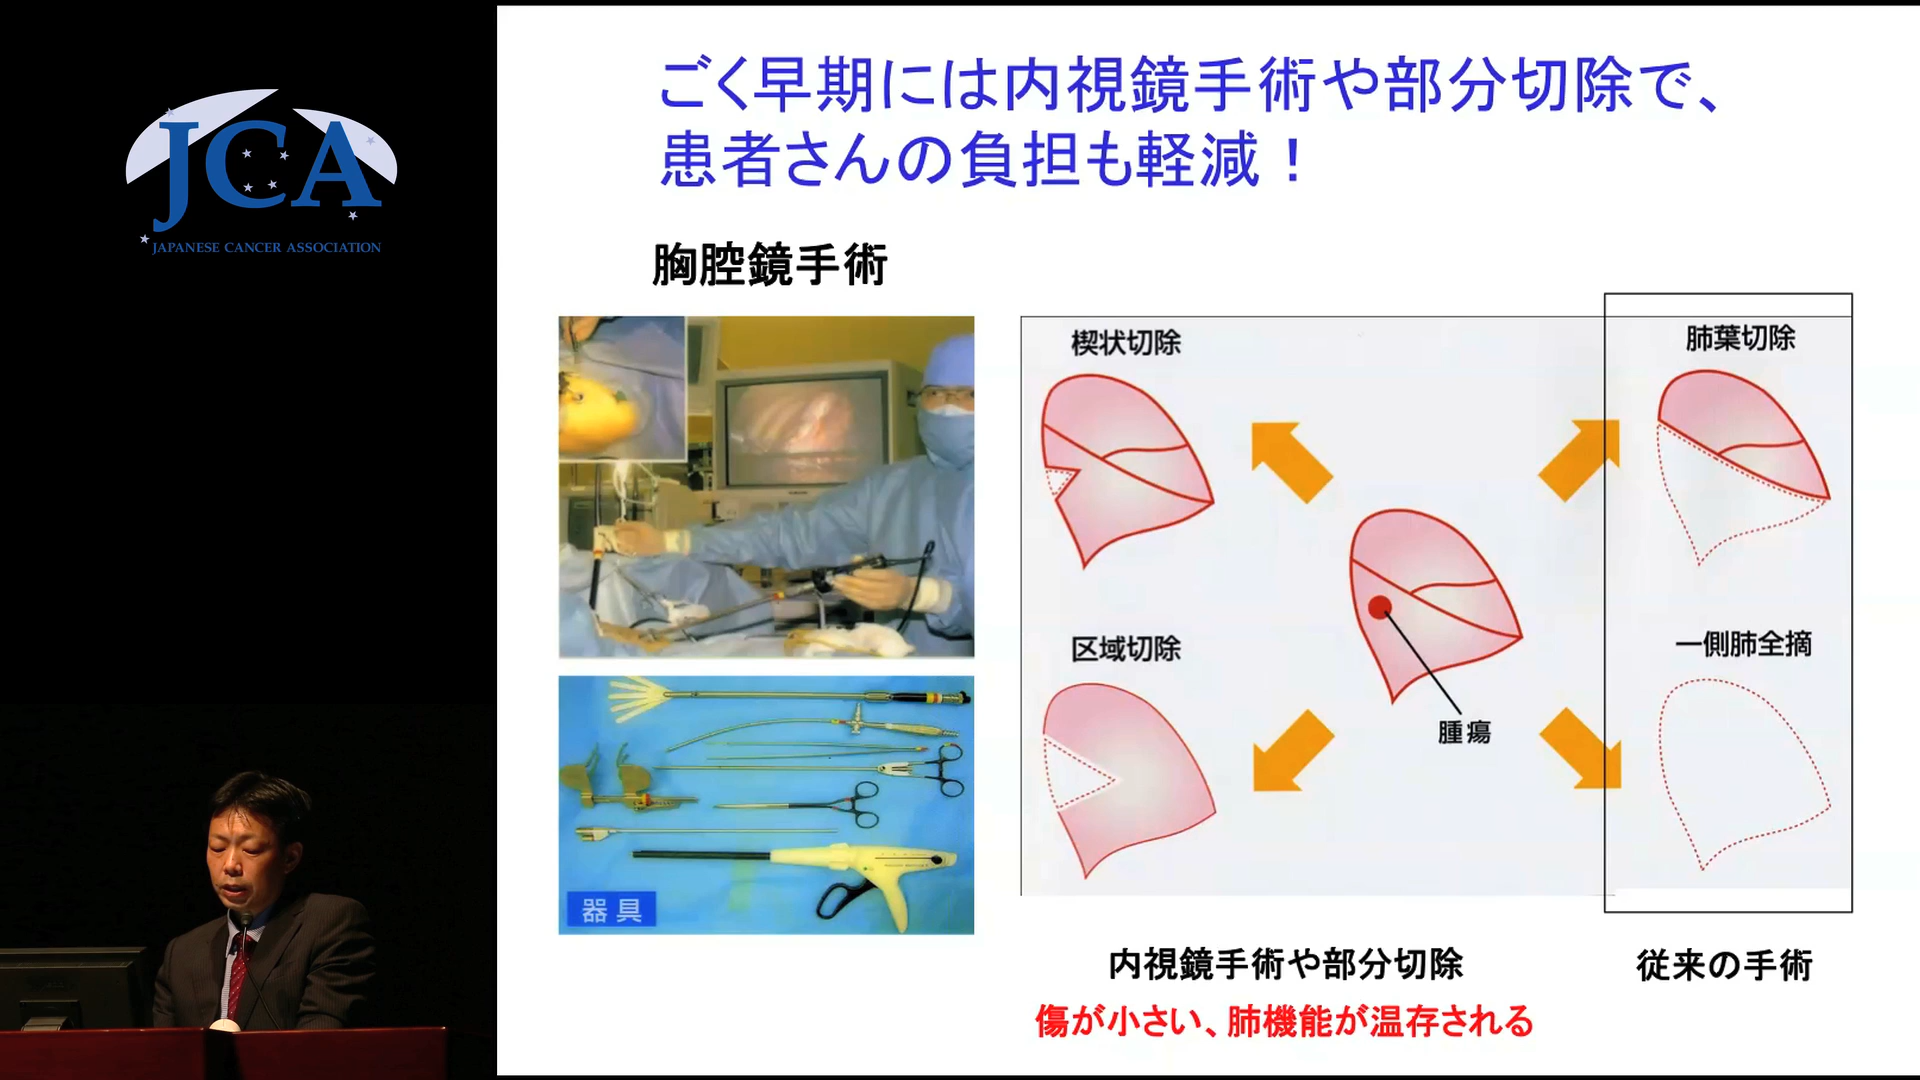 JCA
JAPANESE CANCER ASSOCIATION
ごく早期には内視鏡手術や部分切除で、
患者さんの負担も軽減！
胸腔鏡手術
器具
楔状切除
肺葉切除
区域切除
一側肺全摘
腫瘍
内視鏡手術や部分切除
従来の手術
傷が小さい、肺機能が温存される